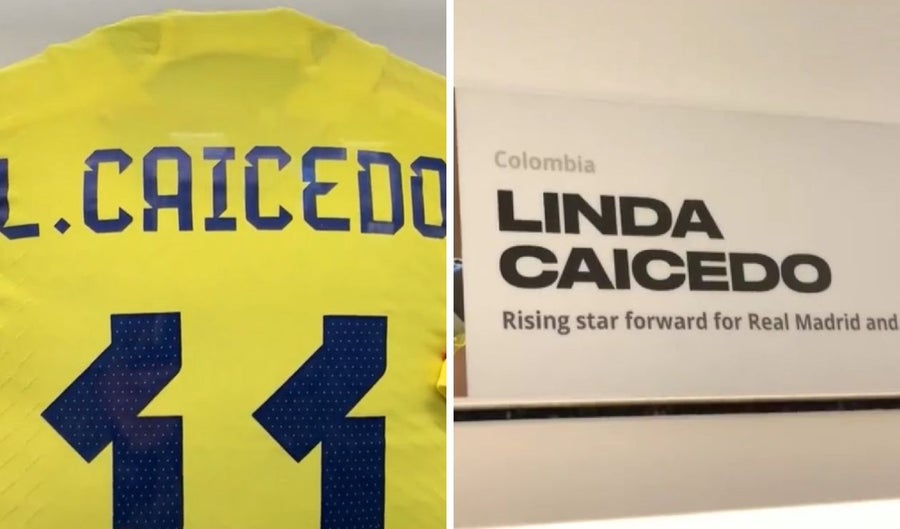 L.CAICEDO
11
Colombia
LINDA
CAICEDO
Rising star forward for Real Madrid and